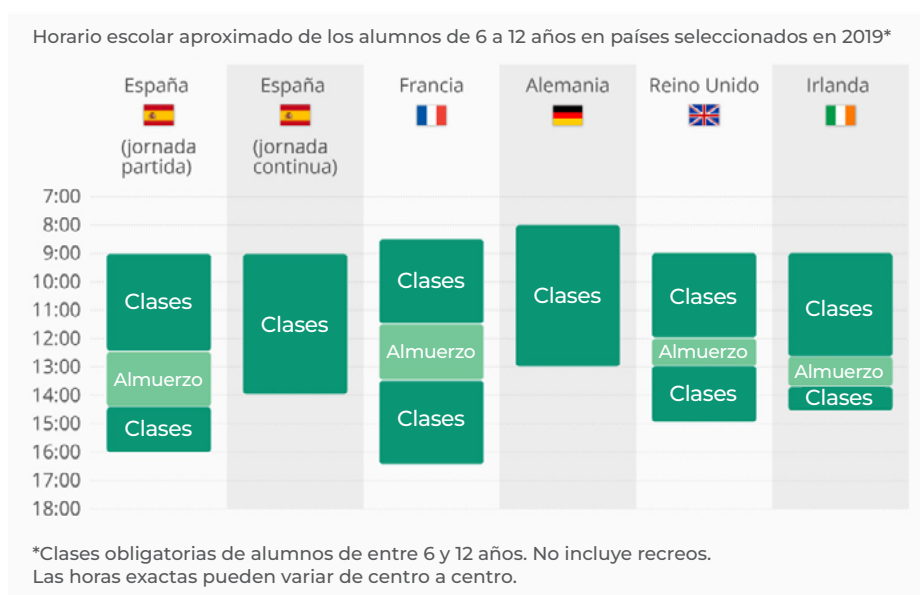 Horario escolar aproximado de los alumnos de 6 a 12 años en países seleccionados en 2019*
España
(jornada
partida)
España
(jornada
continua)
Francia
Alemania
Reino Unido
Irlanda
7:00
8:00
9:00
10:00
11:00
12:00
13:00
14:00
15:00
16:00
17:00
18:00
Clases
Almuerzo
Clases
Clases
Clases
Almuerzo
Clases
Clases
Clases
Almuerzo
Clases
Clases
Almuerzo
Clases
*Clases obligatorias de alumnos de entre 6 y 12 años. No incluye recreos.
Las horas exactas pueden variar de centro a centro.